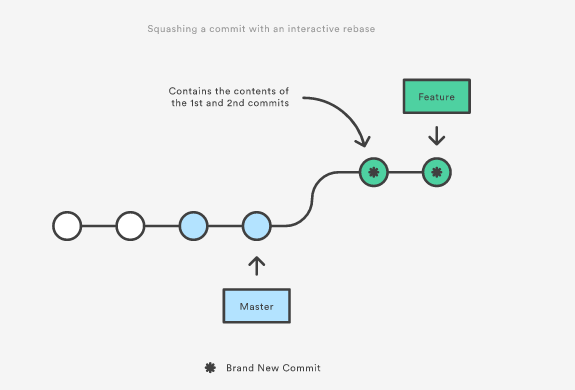 Squashing a commit with an interactive rebase
Contains the contents of
the 1st and 2nd commits
Feature
Master
Brand New Commit